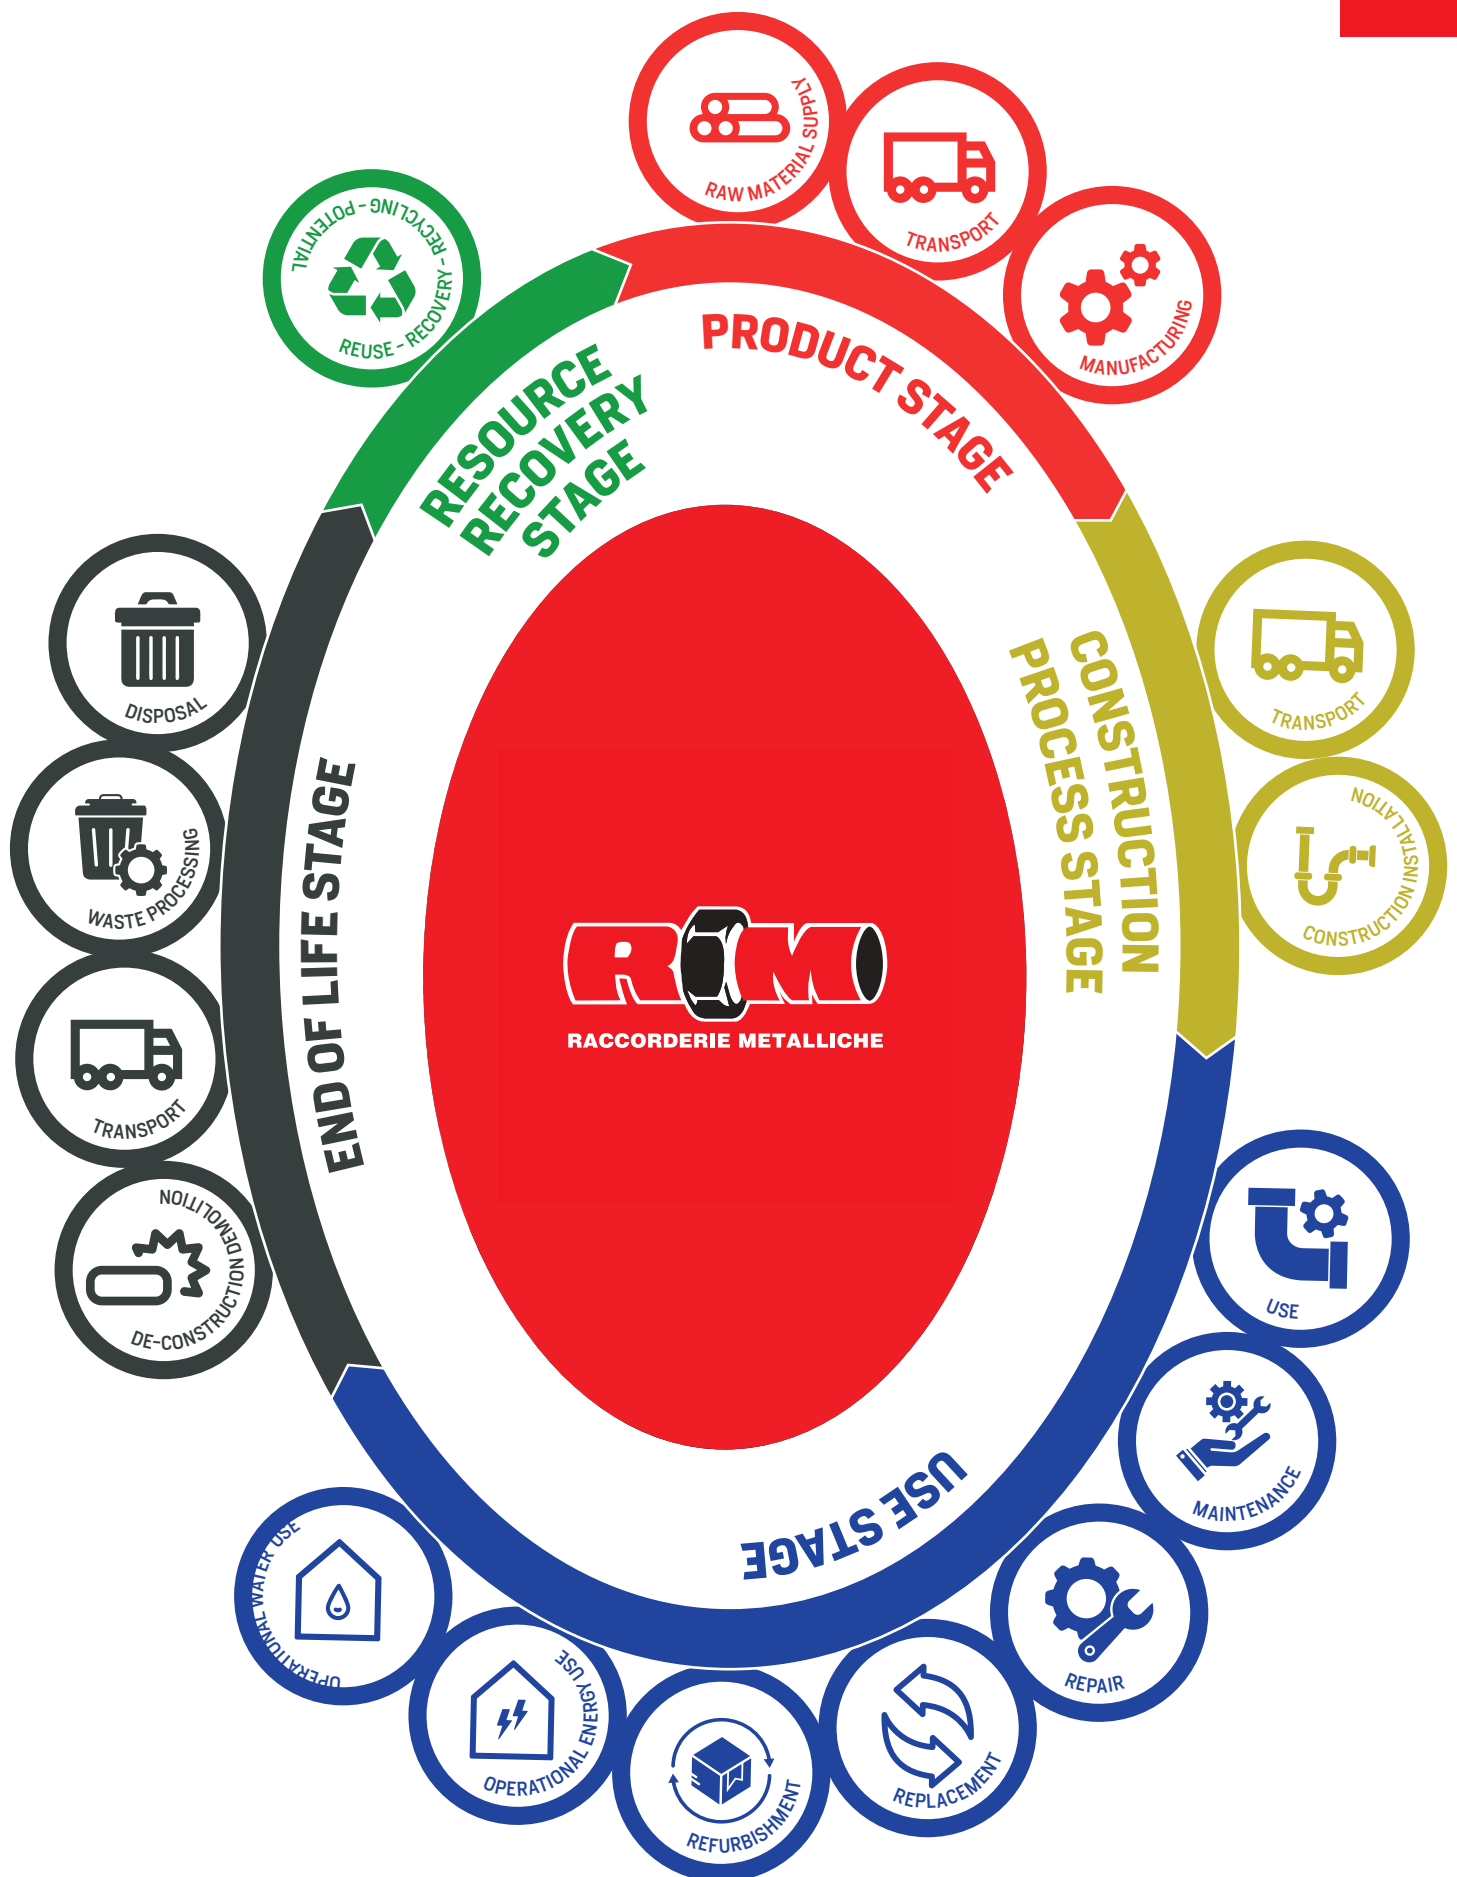 RAW MATERIAL SUPPLY
TRANSPORT
MANUFACTURING
PRODUCT STAGE
TRANSPORT
CONSTRUCTION INSTALLATION
CONSTRUCTION
PROCESS STAGE
USE
MAINTENANCE
REPAIR
REPLACEMENT
REFURBISHMENT
OPERATIONAL ENERGY USE
OPERATIONAL WATER USE
USE STAGE
DE-CONSTRUCTION DEMOLITION
TRANSPORT
WASTE PROCESSING
DISPOSAL
END OF LIFE STAGE
REUSE - RECOVERY - RECYCLING - POTENTIAL
RESOURCE
RECOVERY
STAGE
RM
RACCORDERIE METALLICHE